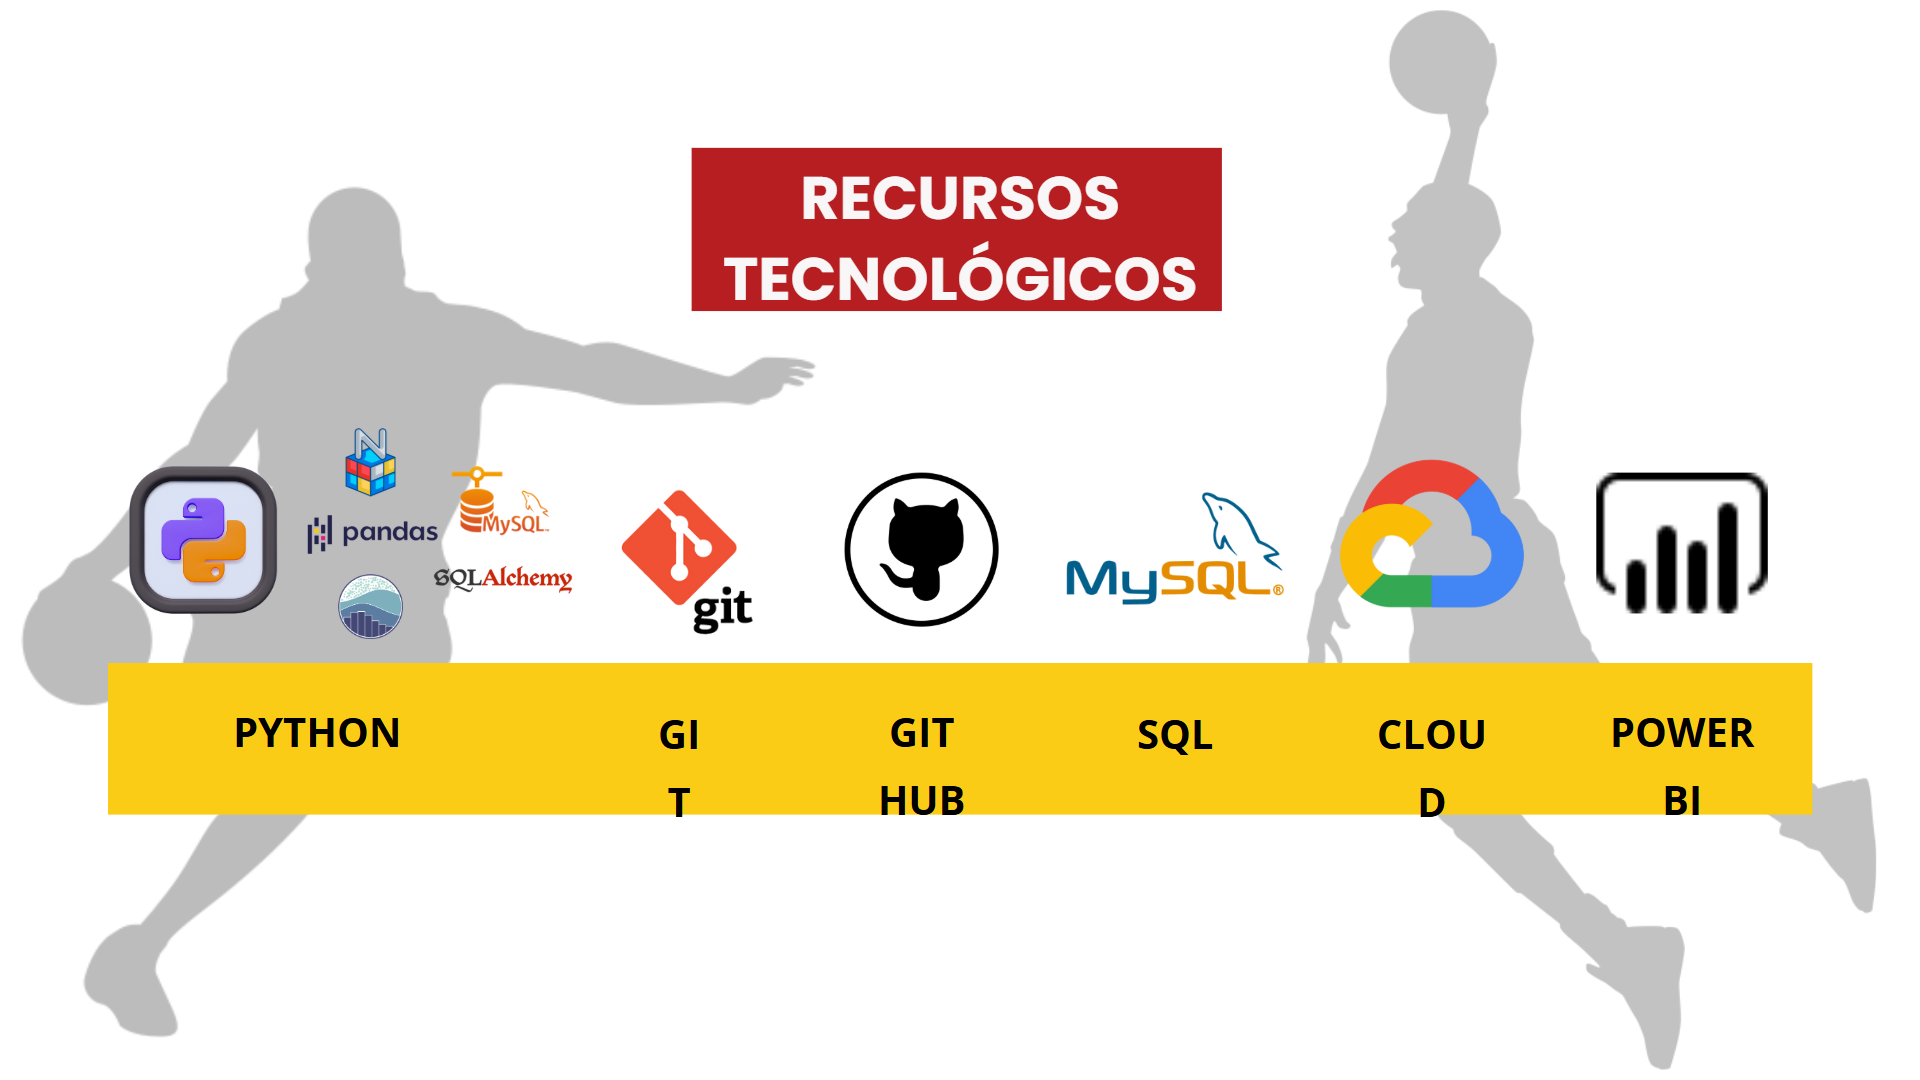 RECURSOS
TECNOLÓGICOS
N
pandas
MySQL
SQLAlchemy
git
MySQL®
PYTHON
GI
T
GIT
HUB
SQL
CLOU
D
POWER
BI